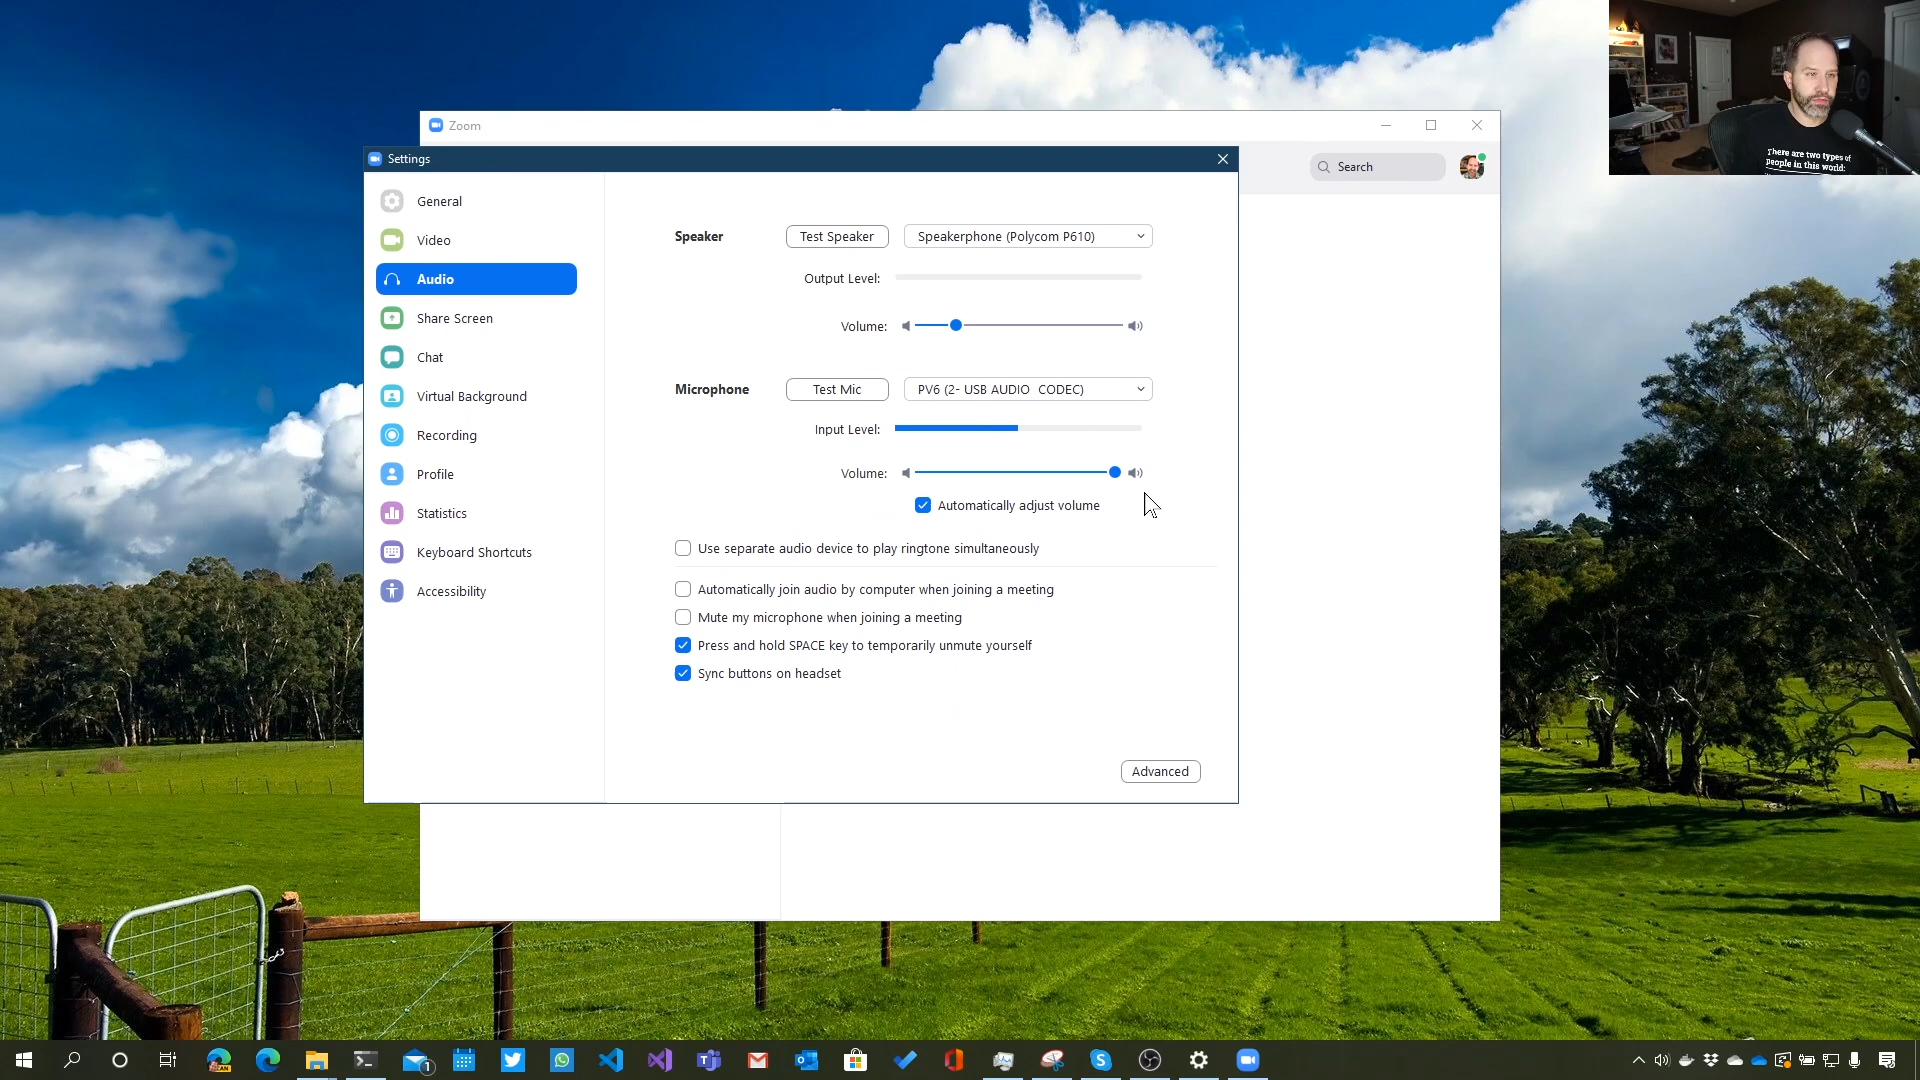 There are two types of
people in this world:
Zoom
Settings
Search
General
Video
Audio
Share Screen
Chat
Virtual Background
Recording
Profile
Statistics
Keyboard Shortcuts
Accessibility
Speaker
Test Speaker
Speakerphone (Polycom P610)
Output Level:
Volume:
Microphone
Test Mic
PV6 (2- USB AUDIO  CODEC)
Input Level:
Volume:
Automatically adjust volume
Use separate audio device to play ringtone simultaneously
Automatically join audio by computer when joining a meeting
Mute my microphone when joining a meeting
Press and hold SPACE key to temporarily unmute yourself
Sync buttons on headset
Advanced
CAN
1